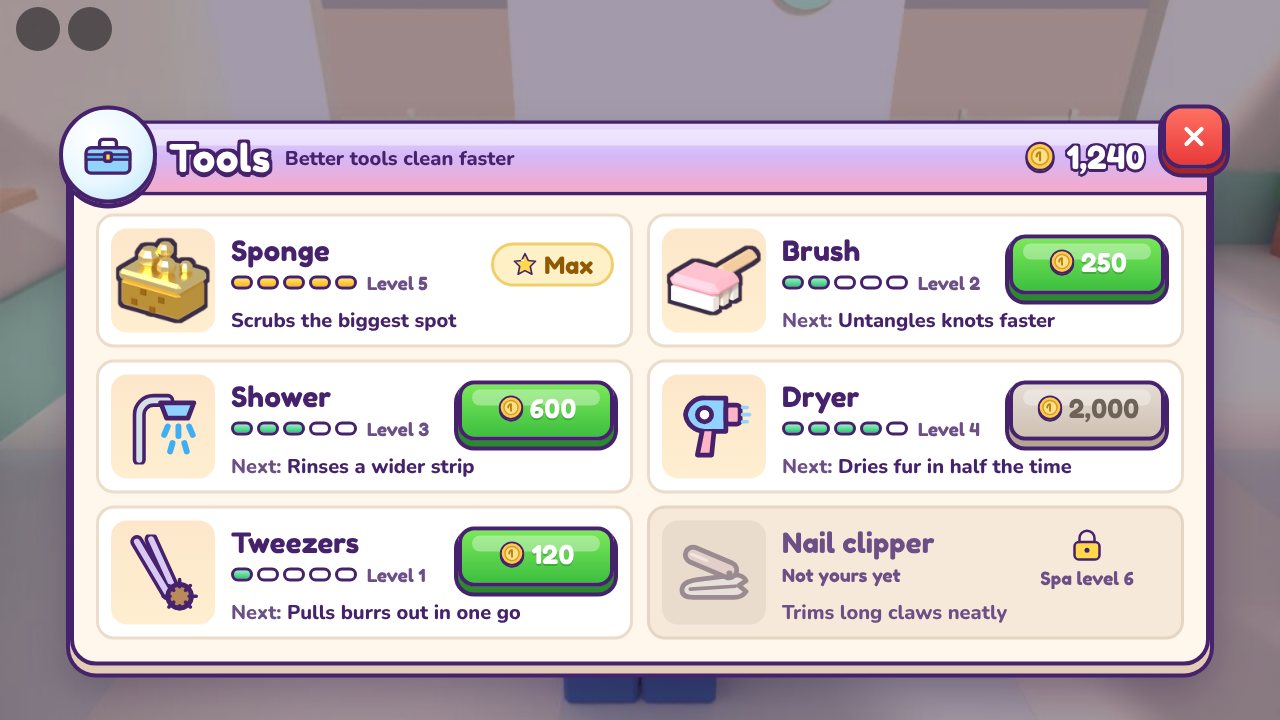 Tools Better tools clean faster 1,240
Sponge
Level 5
Max
Scrubs the biggest spot
Brush
Level 2
250
Next: Untangles knots faster
Shower
Level 3
600
Next: Rinses a wider strip
Dryer
Level 4
2,000
Next: Dries fur in half the time
Tweezers
Level 1
120
Next: Pulls burrs out in one go
Nail clipper
Not yours yet
Spa level 6
Trims long claws neatly